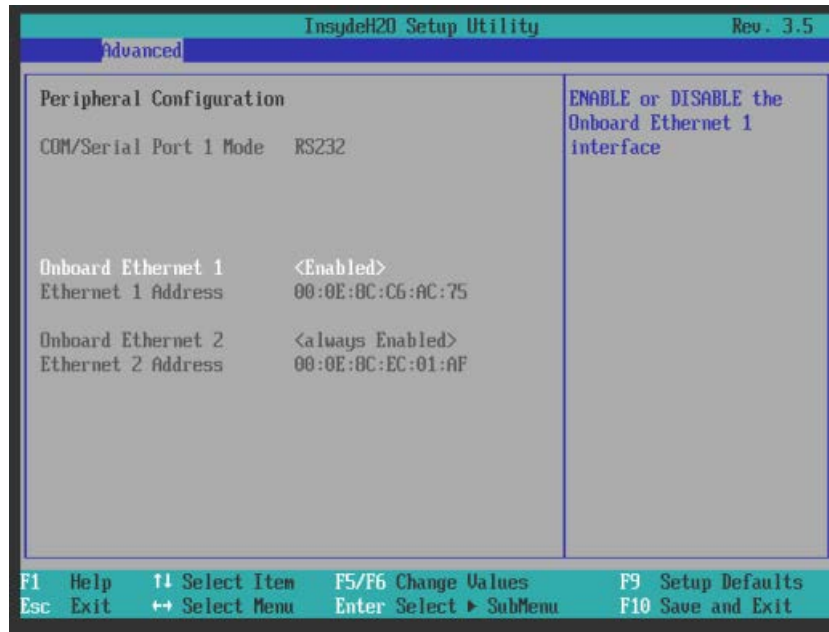 InsydeH20 Setup Utility Rev. 3.5
Advanced
Peripheral Configuration
COM/Serial Port 1 Mode RS232
Onboard Ethernet 1 <Enabled>
Ethernet 1 Address 00:0E:8C:C6:AC:75
Onboard Ethernet 2 <always Enabled>
Ethernet 2 Address 00:0E:8C:EC:01:AF
ENABLE or DISABLE the
Onboard Ethernet 1
interface
F1 Help ↑↓ Select Item F5/F6 Change Values F9 Setup Defaults
Esc Exit ↔ Select Menu Enter Select ▶ SubMenu F10 Save and Exit